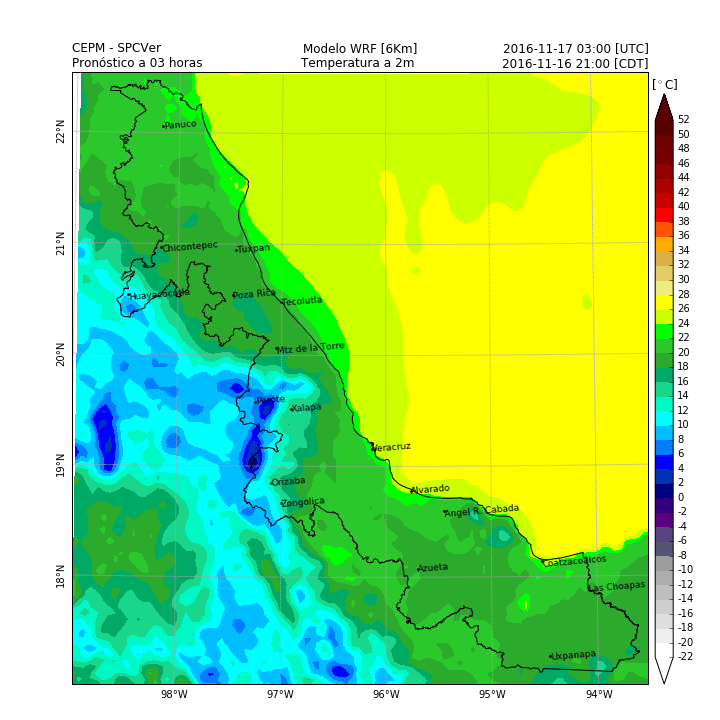 CEPM - SPCVer Modelo WRF [6Km] 2016-11-17 03:00 [UTC]
Pronóstico a 03 horas Temperatura a 2m 2016-11-16 21:00 [CDT]
[°C]
52
50
48
46
44
42
40
38
36
34
32
30
28
26
24
22
20
18
16
14
12
10
8
6
4
2
0
-2
-4
-6
-8
-10
-12
-14
-16
-18
-20
-22
22°N
21°N
20°N
19°N
18°N
Panuco
Chicontepec
Tuxpan
Huayacocotla
Poza Rica
Tecolutla
Mtz de la Torre
Perote
Xalapa
Veracruz
Orizaba
Alvarado
Zongolica
Angel R. Cabada
Azueta
Coatzacoalcos
Las Choapas
Uxpanapa
98°W 97°W 96°W 95°W 94°W